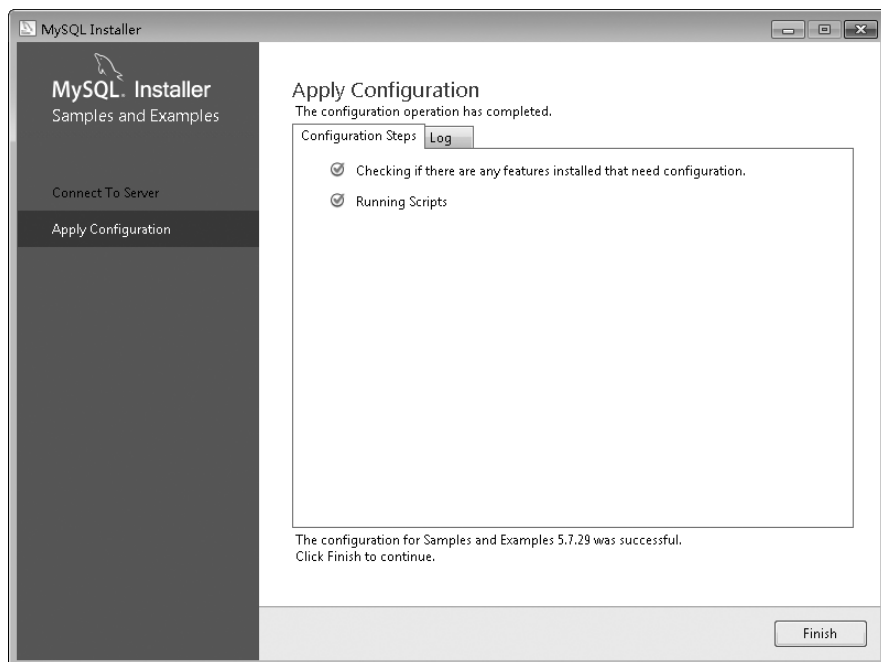 MySQL Installer
MySQL. Installer
Samples and Examples
Connect To Server
Apply Configuration
Apply Configuration
The configuration operation has completed.
Configuration Steps
Log
Checking if there are any features installed that need configuration.
Running Scripts
The configuration for Samples and Examples 5.7.29 was successful.
Click Finish to continue.
Finish